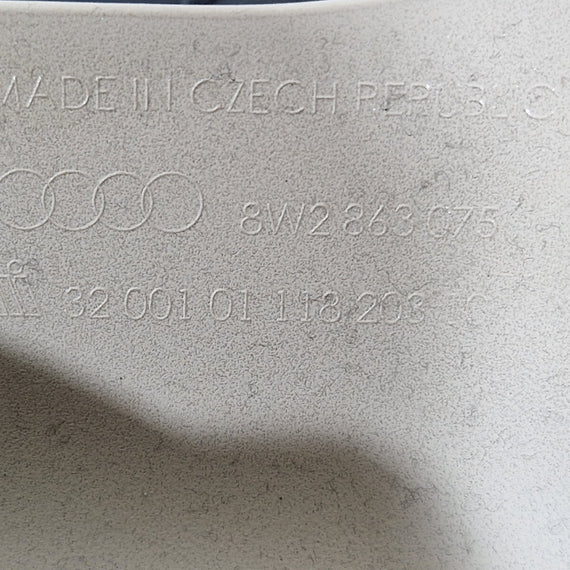 MADE IN CZECH REPUBLIC
8W2 863 075
32 001 01 118 203